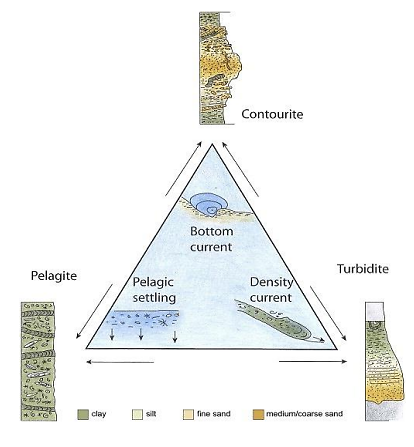 Contourite
Bottom
current
Pelagite
Pelagic
settling
Density
current
Turbidite
clay
silt
fine sand
medium/coarse sand